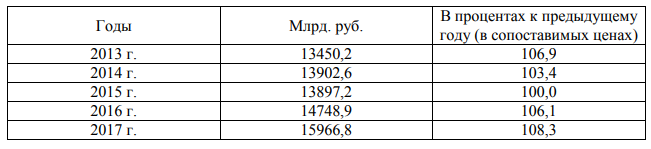 Годы Млрд. руб. В процентах к предыдущему
году (в сопоставимых ценах)
2013 г. 13450,2 106,9
2014 г. 13902,6 103,4
2015 г. 13897,2 100,0
2016 г. 14748,9 106,1
2017 г. 15966,8 108,3